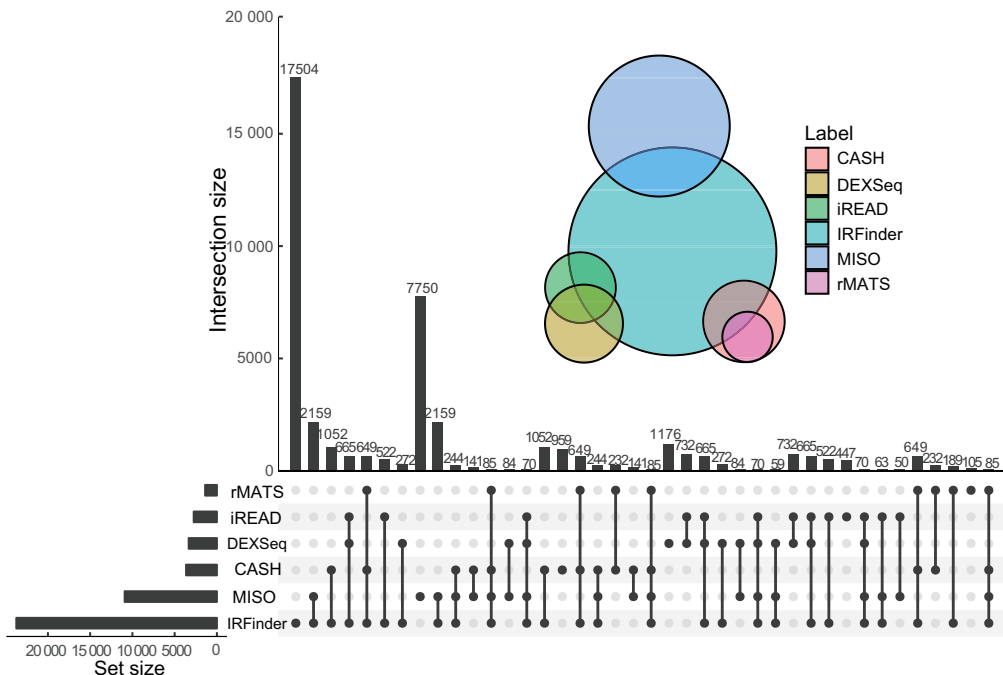 20 000
15 000
10 000
5000
0
Intersection size
17504
2159
1052
665
649
522
272
7750
2159
244
141
85
84
70
1052
959
649
244
232
141
85
1176
732
665
272
84
70
59
732
665
522
447
70
63
50
649
232
189
105
85
Label
CASH
DEXSeq
iREAD
IRFinder
MISO
rMATS
rMATS
iREAD
DEXSeq
CASH
MISO
IRFinder
20 000 15 000 10 000 5000 0
Set size